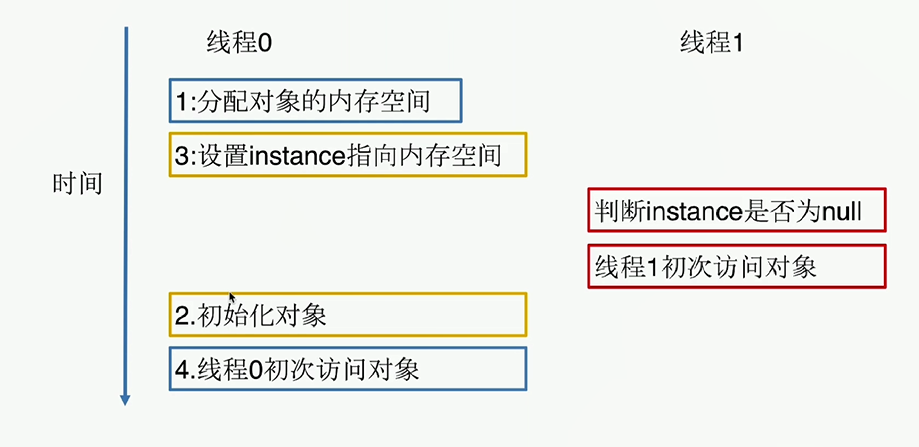 线程0
线程1
1:分配对象的内存空间
3:设置instance指向内存空间
时间
判断instance是否为null
线程1初次访问对象
2.初始化对象
4.线程0初次访问对象